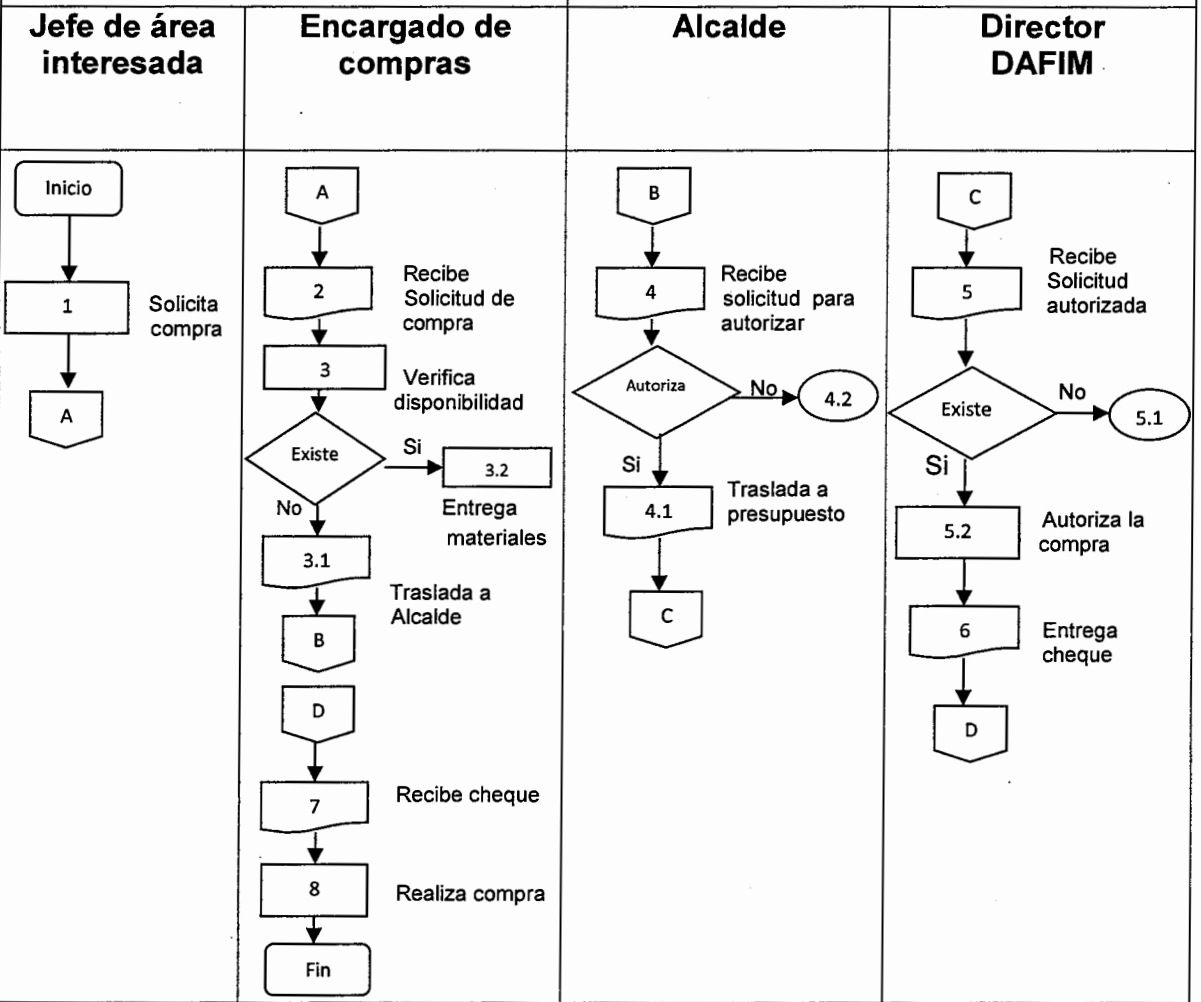 Jefe de área
interesada
Encargado de
compras
Alcalde
Director
DAFIM
Inicio
1
Solicita
compra
A
A
2
Recibe
Solicitud de
compra
3
Verifica
disponibilidad
Existe
Si
3.2
Entrega
materiales
No
3.1
Traslada a
Alcalde
B
D
7
Recibe cheque
8
Realiza compra
Fin
B
4
Recibe
solicitud para
autorizar
Autoriza
No
4.2
Si
4.1
Traslada a
presupuesto
C
C
5
Recibe
Solicitud
autorizada
Existe
No
5.1
Si
5.2
Autoriza la
compra
6
Entrega
cheque
D